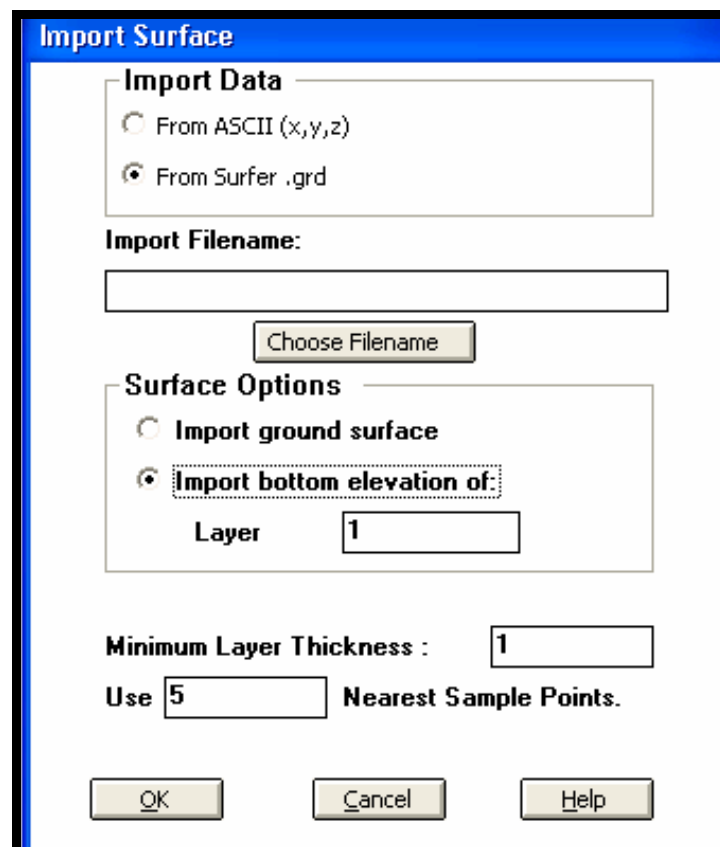 Import Surface
Import Data
From ASCII (x,y,z)
From Surfer .grd
Import Filename:
Choose Filename
Surface Options
Import ground surface
Import bottom elevation of:
Layer 1
Minimum Layer Thickness : 1
Use 5 Nearest Sample Points.
OK Cancel Help